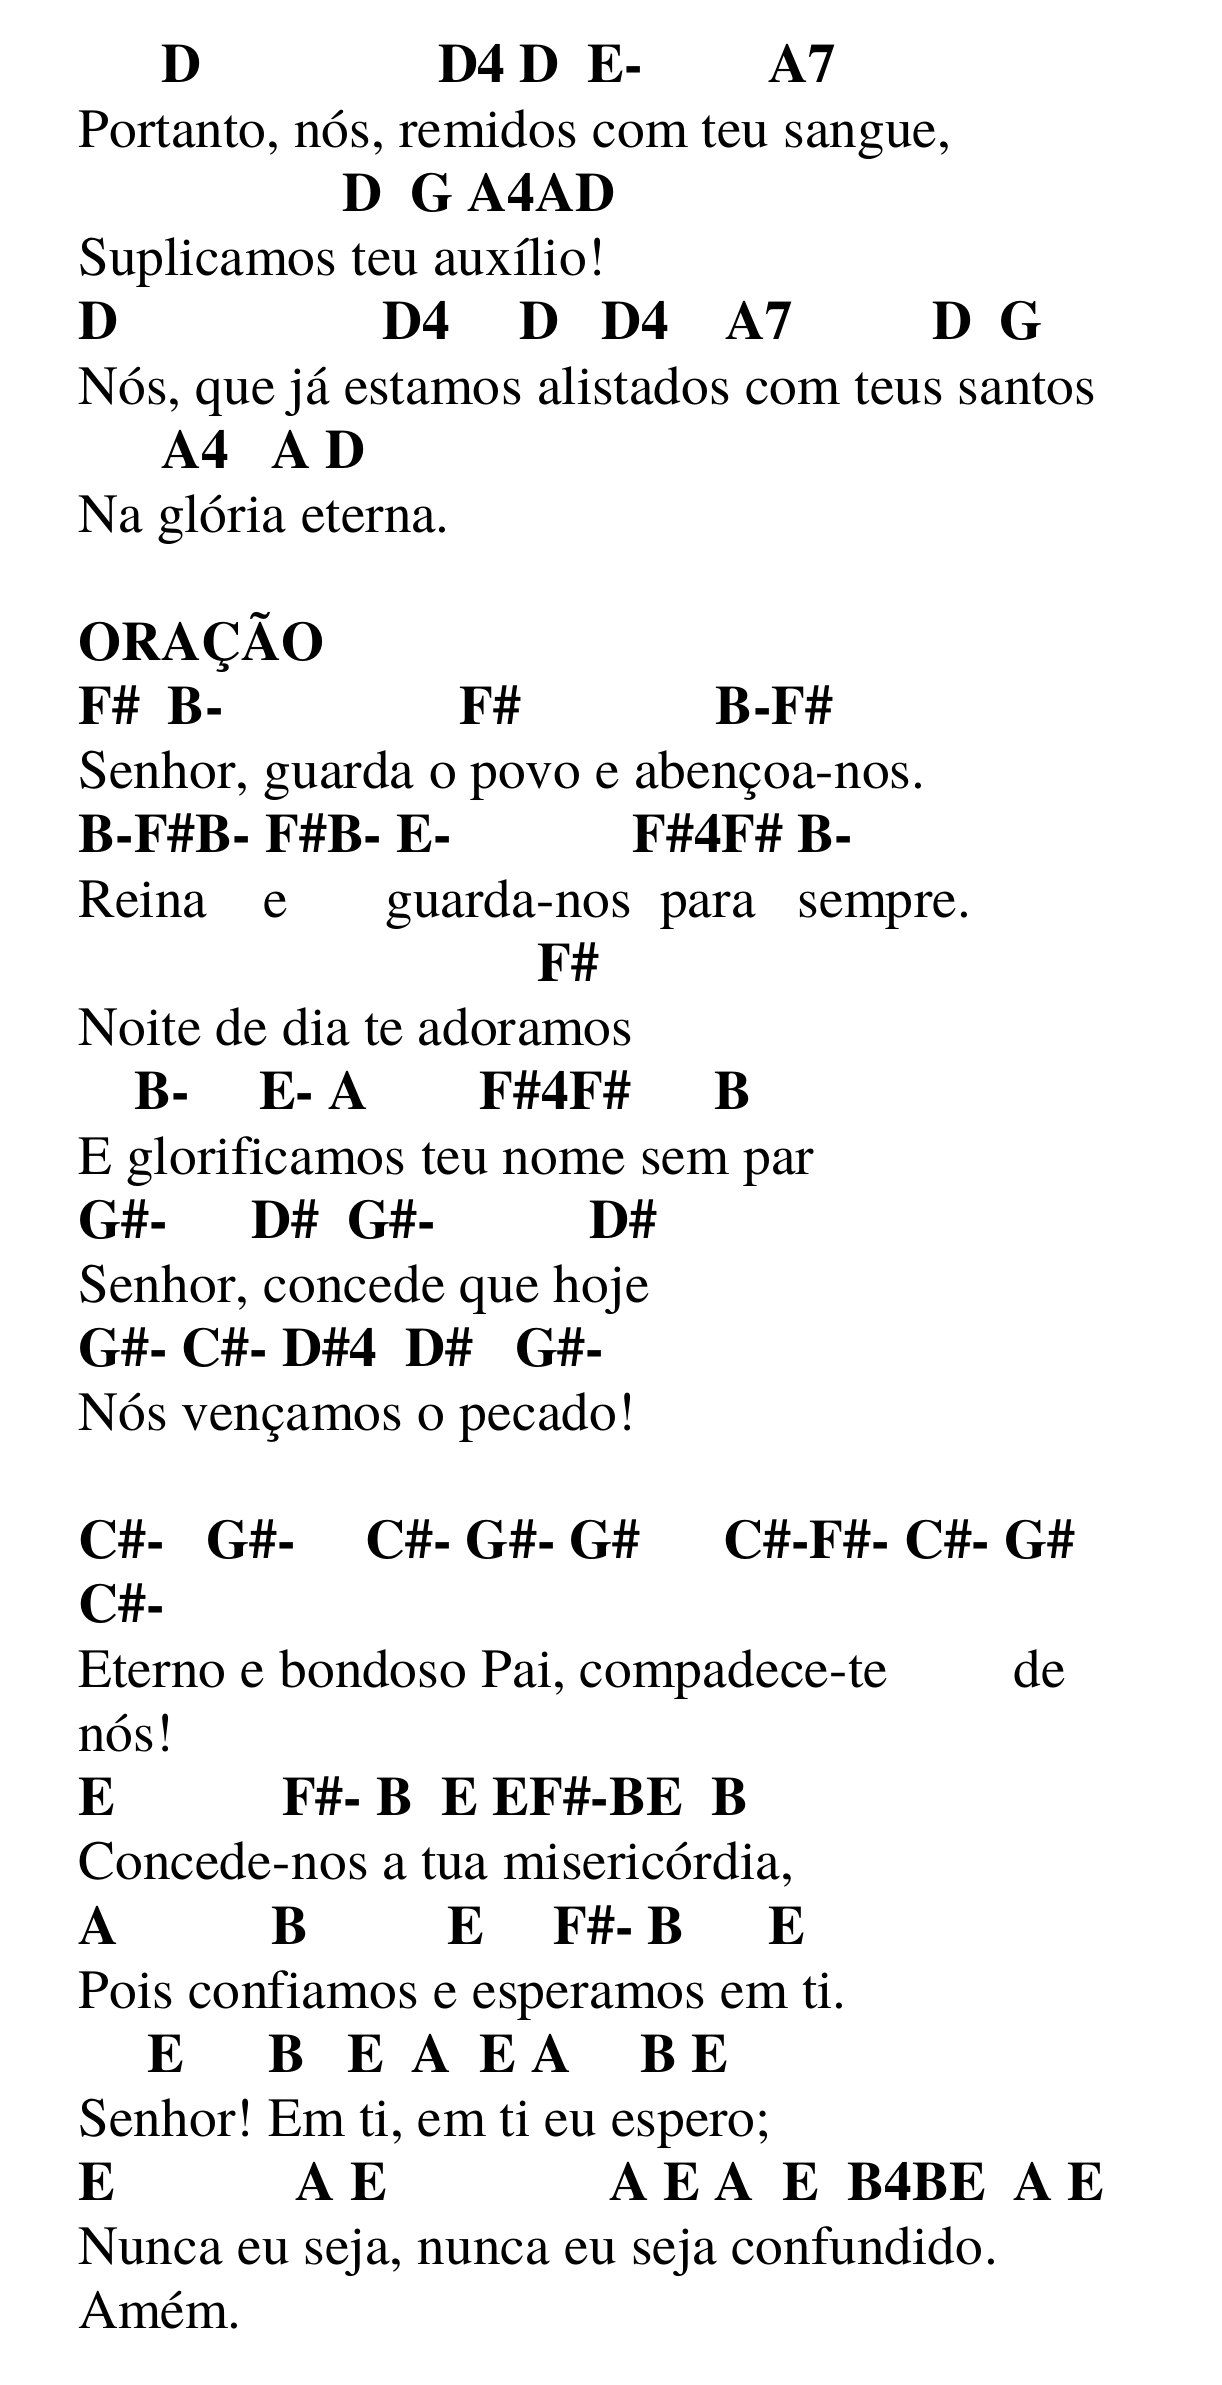 D D4 D E- A7
Portanto, nós, remidos com teu sangue,
D G A4AD
Suplicamos teu auxílio!
D D4 D D4 A7 D G
Nós, que já estamos alistados com teus santos
A4 A D
Na glória eterna.
ORAÇÃO
F# B- F# B-F#
Senhor, guarda o povo e abençoa-nos.
B-F#B- F#B- E- F#4F# B-
Reina e guarda-nos para sempre.
F#
Noite de dia te adoramos
B- E- A F#4F# B
E glorificamos teu nome sem par
G#- D# G#- D#
Senhor, concede que hoje
G#- C#- D#4 D# G#-
Nós vençamos o pecado!
C#- G#- C#- G#- G# C#-F#- C#- G#
C#-
Eterno e bondoso Pai, compadece-te de
nós!
E F#- B E EF#-BE B
Concede-nos a tua misericórdia,
A B E F#- B E
Pois confiamos e esperamos em ti.
E B E A E A B E
Senhor! Em ti, em ti eu espero;
E A E A E A E B4BE A E
Nunca eu seja, nunca eu seja confundido.
Amém.